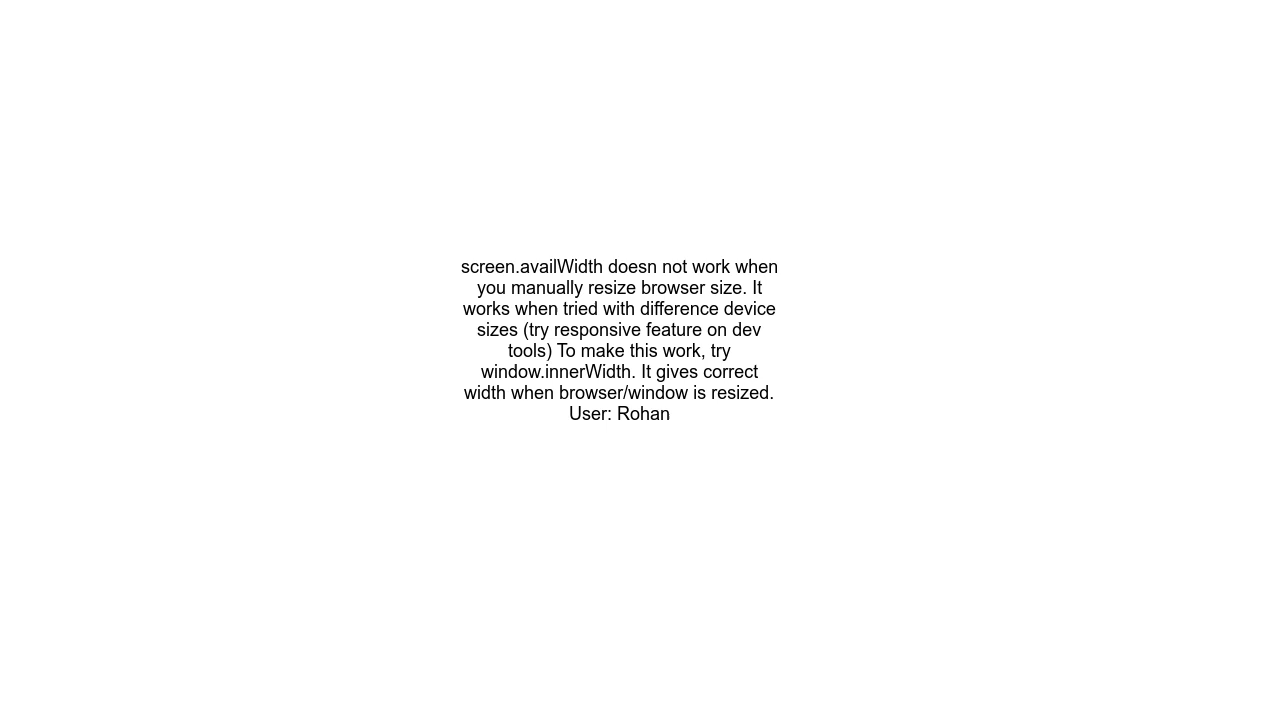 screen.availWidth doesn not work when
you manually resize browser size. It
works when tried with difference device
sizes (try responsive feature on dev
tools) To make this work, try
window.innerWidth. It gives correct
width when browser/window is resized.
User: Rohan